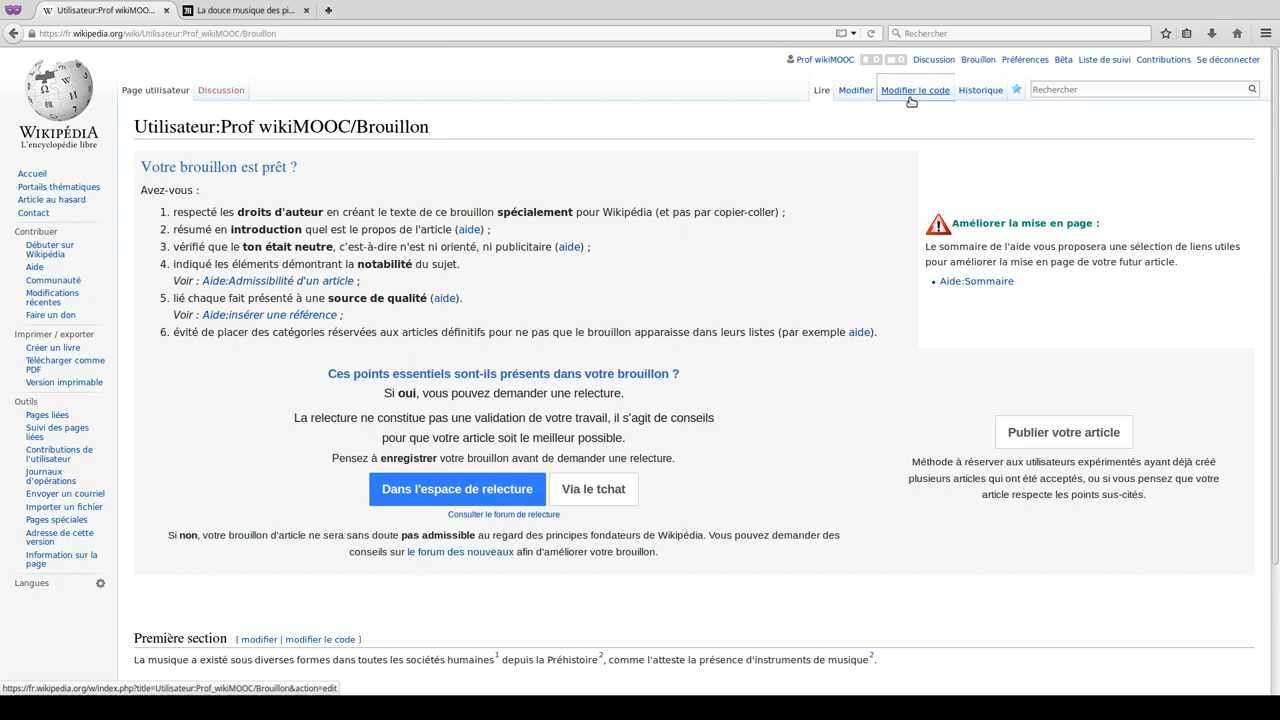 Utilisateur:Prof wikiMOO...
La douce musique des pi...
https://fr.wikipedia.org/wiki/Utilisateur:Prof_wikiMOOC/Brouillon
Rechercher
Prof wikiMOOC 0 0 Discussion Brouillon Préférences Bêta Liste de suivi Contributions Se déconnecter
Page utilisateur Discussion Lire Modifier Modifier le code Historique Rechercher
WIKIPÉDIA
L'encyclopédie libre
Accueil
Portails thématiques
Article au hasard
Contact
Contribuer
Débuter sur
Wikipédia
Aide
Communauté
Modifications
récentes
Faire un don
Imprimer / exporter
Créer un livre
Télécharger comme
PDF
Version imprimable
Outils
Pages liées
Suivi des pages
liées
Contributions de
l'utilisateur
Journaux
d'opérations
Envoyer un courriel
Importer un fichier
Pages spéciales
Adresse de cette
version
Information sur la
page
Langues
Utilisateur:Prof wikiMOOC/Brouillon
Votre brouillon est prêt ?
Avez-vous :
1. respecté les droits d'auteur en créant le texte de ce brouillon spécialement pour Wikipédia (et pas par copier-coller) ;
2. résumé en introduction quel est le propos de l'article (aide) ;
3. vérifié que le ton était neutre, c'est-à-dire n'est ni orienté, ni publicitaire (aide) ;
4. indiqué les éléments démontrant la notabilité du sujet.
Voir : Aide:Admissibilité d'un article ;
5. lié chaque fait présenté à une source de qualité (aide).
Voir : Aide:insérer une référence ;
6. évité de placer des catégories réservées aux articles définitifs pour ne pas que le brouillon apparaisse dans leurs listes (par exemple aide).
Améliorer la mise en page :
Le sommaire de l'aide vous proposera une sélection de liens utiles
pour améliorer la mise en page de votre futur article.
• Aide:Sommaire
Ces points essentiels sont-ils présents dans votre brouillon ?
Si oui, vous pouvez demander une relecture.
La relecture ne constitue pas une validation de votre travail, il s'agit de conseils
pour que votre article soit le meilleur possible.
Pensez à enregistrer votre brouillon avant de demander une relecture.
Dans l'espace de relecture Via le tchat
Consulter le forum de relecture
Si non, votre brouillon d'article ne sera sans doute pas admissible au regard des principes fondateurs de Wikipédia. Vous pouvez demander des
conseils sur le forum des nouveaux afin d'améliorer votre brouillon.
Publier votre article
Méthode à réserver aux utilisateurs expérimentés ayant déjà créé
plusieurs articles qui ont été acceptés, ou si vous pensez que votre
article respecte les points sus-cités.
Première section [ modifier | modifier le code ]
La musique a existé sous diverses formes dans toutes les sociétés humaines1 depuis la Préhistoire2, comme l'atteste la présence d'instruments de musique2.
https://fr.wikipedia.org/w/index.php?title=Utilisateur:Prof_wikiMOOC/Brouillon&action=edit